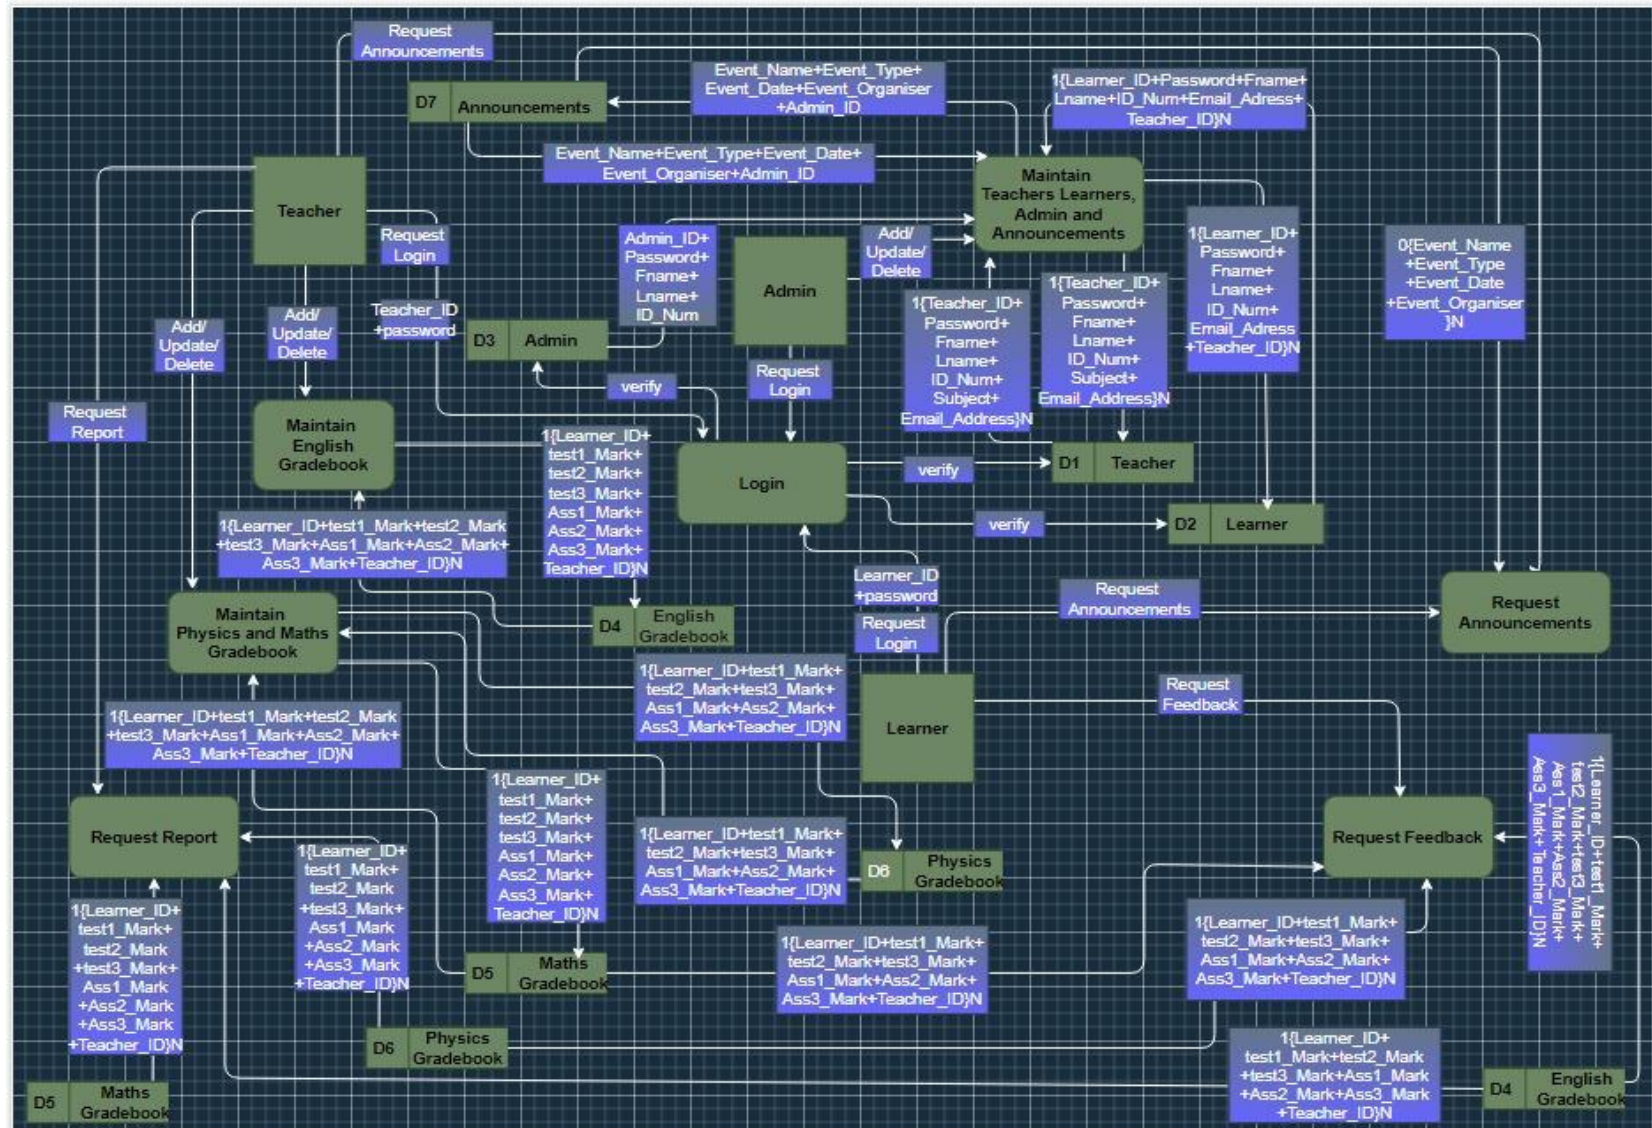 Request
Announcements
D7
Announcements
Event_Name+Event_Type+
Event_Date+Event_Organiser
+Admin_ID
1{Learner_ID+Password+Fname+
Lname+ID_Num+Email_Adress+
Teacher_ID}N
Event_Name+Event_Type+Event_Date+
Event_Organiser+Admin_ID
Maintain
Teachers Learners,
Admin and
Announcements
Teacher
Request
Login
Teacher_ID
+password
Admin_ID+
Password+
Fname+
Lname+
ID_Num
Admin
Add/
Update/
Delete
1{Learner_ID+
Password+
Fname+
Lname+
ID_Num+
Email_Adress
+Teacher_ID}N
0{Event_Name
+Event_Type
+Event_Date
+Event_Organiser
}N
1{Teacher_ID+
Password+
Fname+
Lname+
ID_Num+
Subject+
Email_Address}N
1{Teacher_ID+
Password+
Fname+
Lname+
ID_Num+
Subject+
Email_Address}N
Add/
Update/
Delete
Add/
Update/
Delete
D3
Admin
verify
Request
Login
Request
Report
Maintain
English
Gradebook
1{Learner_ID+
test1_Mark+
test2_Mark+
test3_Mark+
Ass1_Mark+
Ass2_Mark+
Ass3_Mark+
Teacher_ID}N
Login
verify
D1
Teacher
verify
D2
Learner
1{Learner_ID+test1_Mark+test2_Mark
+test3_Mark+Ass1_Mark+Ass2_Mark+
Ass3_Mark+Teacher_ID}N
Learner_ID
+password
Request
Login
Request
Announcements
Request
Announcements
Maintain
Physics and Maths
Gradebook
D4
English
Gradebook
1{Learner_ID+test1_Mark+
test2_Mark+test3_Mark+
Ass1_Mark+Ass2_Mark+
Ass3_Mark+Teacher_ID}N
Learner
Request
Feedback
1{Learner_ID+test1_Mark+test2_Mark
+test3_Mark+Ass1_Mark+Ass2_Mark+
Ass3_Mark+Teacher_ID}N
1{Learner_ID+
test1_Mark+
test2_Mark+
test3_Mark+
Ass1_Mark+
Ass2_Mark+
Ass3_Mark+
Teacher_ID}N
1{Learner_ID+test1_Mark+
test2_Mark+test3_Mark+
Ass1_Mark+Ass2_Mark+
Ass3_Mark+Teacher_ID}N
Request Report
1{Learner_ID+
test1_Mark+
test2_Mark
+test3_Mark+
Ass1_Mark
+Ass2_Mark
+Ass3_Mark
+Teacher_ID}N
D6
Physics
Gradebook
Request Feedback
1{Learner_ID+test1_Mark+
test2_Mark+test3_Mark+
Ass1_Mark+Ass2_Mark+
Ass3_Mark+Teacher_ID}N
1{Learner_ID+
test1_Mark+
test2_Mark
+test3_Mark+
Ass1_Mark
+Ass2_Mark
+Ass3_Mark
+Teacher_ID}N
D5
Maths
Gradebook
1{Learner_ID+test1_Mark+
test2_Mark+test3_Mark+
Ass1_Mark+Ass2_Mark+
Ass3_Mark+Teacher_ID}N
1{Learner_ID+test1_Mark+
test2_Mark+test3_Mark+
Ass1_Mark+Ass2_Mark+
Ass3_Mark+Teacher_ID}N
D6
Physics
Gradebook
1{Learner_ID+
test1_Mark+test2_Mark
+test3_Mark+Ass1_Mark
+Ass2_Mark+Ass3_Mark
+Teacher_ID}N
D4
English
Gradebook
D5
Maths
Gradebook